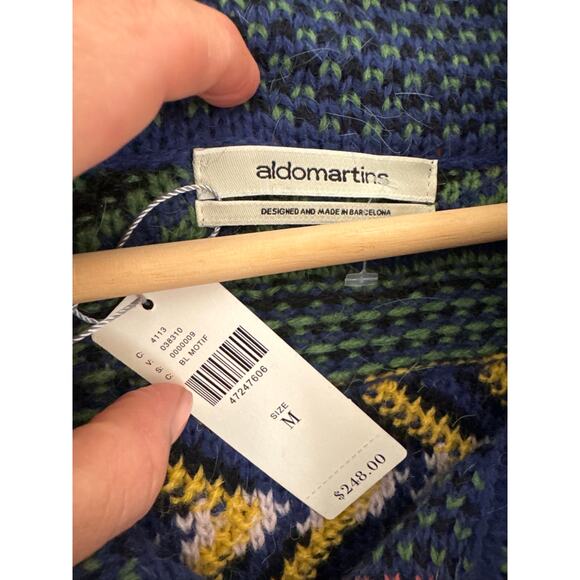 aldomartins
DESIGNED AND MADE IN BARCELONA
C: 4113
V: 038310
S: 0000009
C: BL MOTIF
47247606
SIZE
M
$248.00